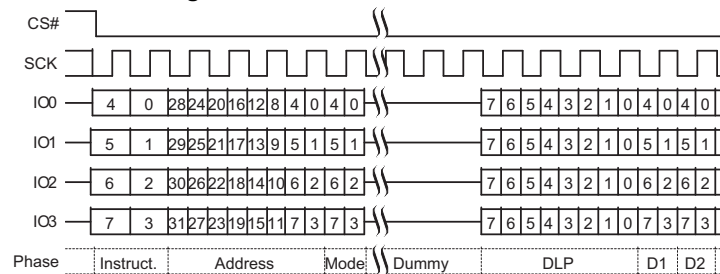 CS#
SCK
IO0 4 0 28 24 20 16 12 8 4 0 4 0 7 6 5 4 3 2 1 0 4 0 4 0
IO1 5 1 29 25 21 17 13 9 5 1 5 1 7 6 5 4 3 2 1 0 5 1 5 1
IO2 6 2 30 26 22 18 14 10 6 2 6 2 7 6 5 4 3 2 1 0 6 2 6 2
IO3 7 3 31 27 23 19 15 11 7 3 7 3 7 6 5 4 3 2 1 0 7 3 7 3
Phase Instruct. Address Mode Dummy DLP D1 D2